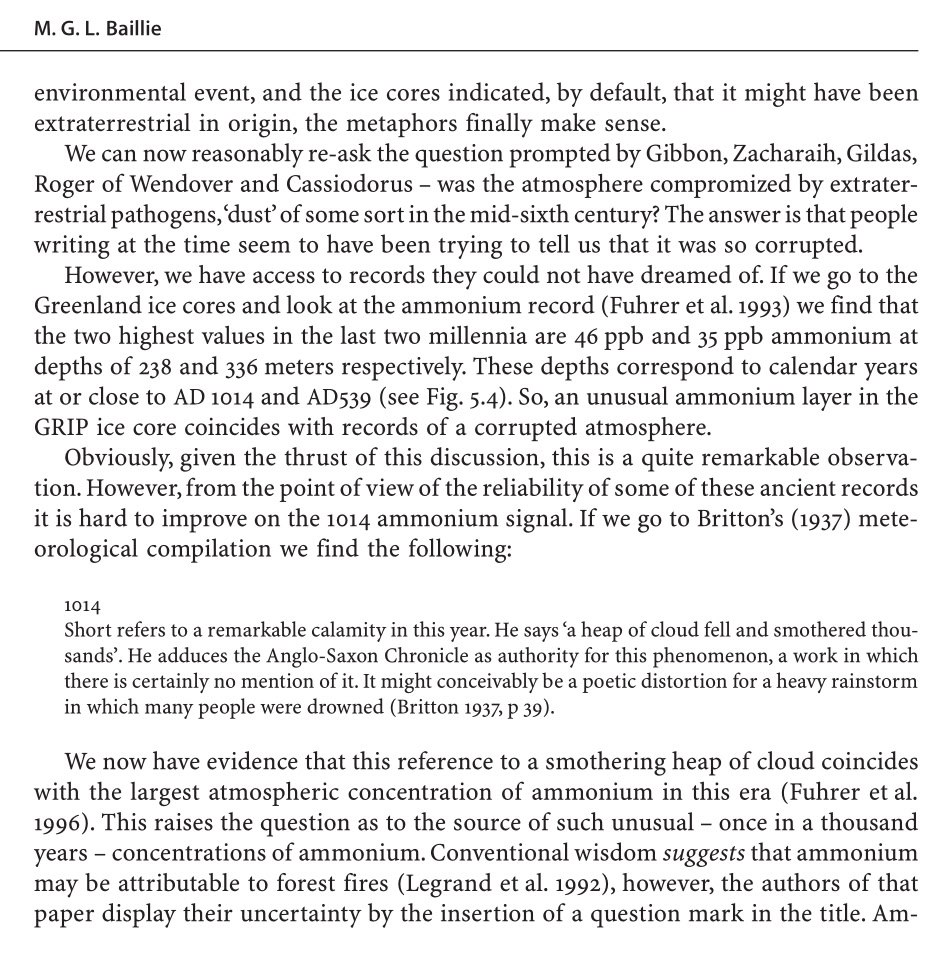 M. G. L. Baillie
environmental event, and the ice cores indicated, by default, that it might have been
extraterrestrial in origin, the metaphors finally make sense.
We can now reasonably re-ask the question prompted by Gibbon, Zacharaih, Gildas,
Roger of Wendover and Cassiodorus – was the atmosphere compromized by extrater-
restrial pathogens, ‘dust’ of some sort in the mid-sixth century? The answer is that people
writing at the time seem to have been trying to tell us that it was so corrupted.
However, we have access to records they could not have dreamed of. If we go to the
Greenland ice cores and look at the ammonium record (Fuhrer et al. 1993) we find that
the two highest values in the last two millennia are 46 ppb and 35 ppb ammonium at
depths of 238 and 336 meters respectively. These depths correspond to calendar years
at or close to AD 1014 and AD539 (see Fig. 5.4). So, an unusual ammonium layer in the
GRIP ice core coincides with records of a corrupted atmosphere.
Obviously, given the thrust of this discussion, this is a quite remarkable observa-
tion. However, from the point of view of the reliability of some of these ancient records
it is hard to improve on the 1014 ammonium signal. If we go to Britton’s (1937) mete-
orological compilation we find the following:
1014
Short refers to a remarkable calamity in this year. He says ‘a heap of cloud fell and smothered thou-
sands’. He adduces the Anglo-Saxon Chronicle as authority for this phenomenon, a work in which
there is certainly no mention of it. It might conceivably be a poetic distortion for a heavy rainstorm
in which many people were drowned (Britton 1937, p 39).
We now have evidence that this reference to a smothering heap of cloud coincides
with the largest atmospheric concentration of ammonium in this era (Fuhrer et al.
1996). This raises the question as to the source of such unusual – once in a thousand
years – concentrations of ammonium. Conventional wisdom suggests that ammonium
may be attributable to forest fires (Legrand et al. 1992), however, the authors of that
paper display their uncertainty by the insertion of a question mark in the title. Am-